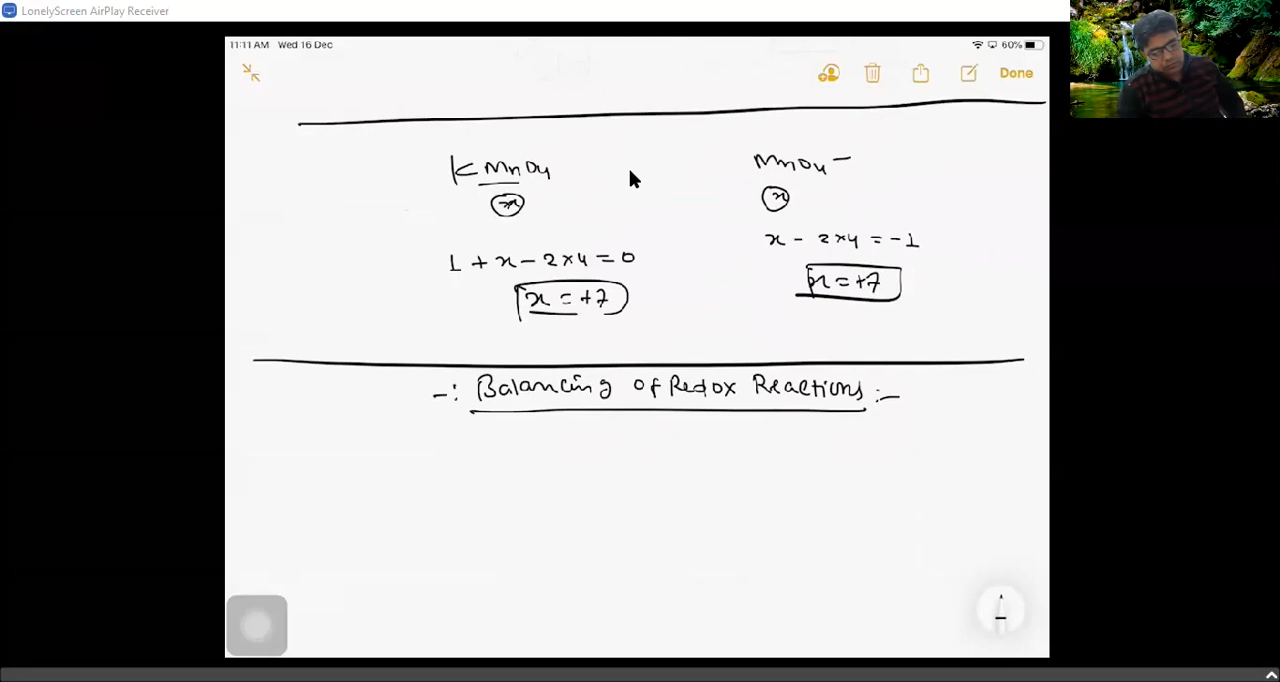 LonelyScreen AirPlay Receiver
11:11 AM Wed 16 Dec 60%
Done
KMnO4 MnO4 -
x x
1 + x - 2 × 4 = 0 x - 2 × 4 = - 1
x = +7 x = +7
-: Balancing of Redox Reactions :-